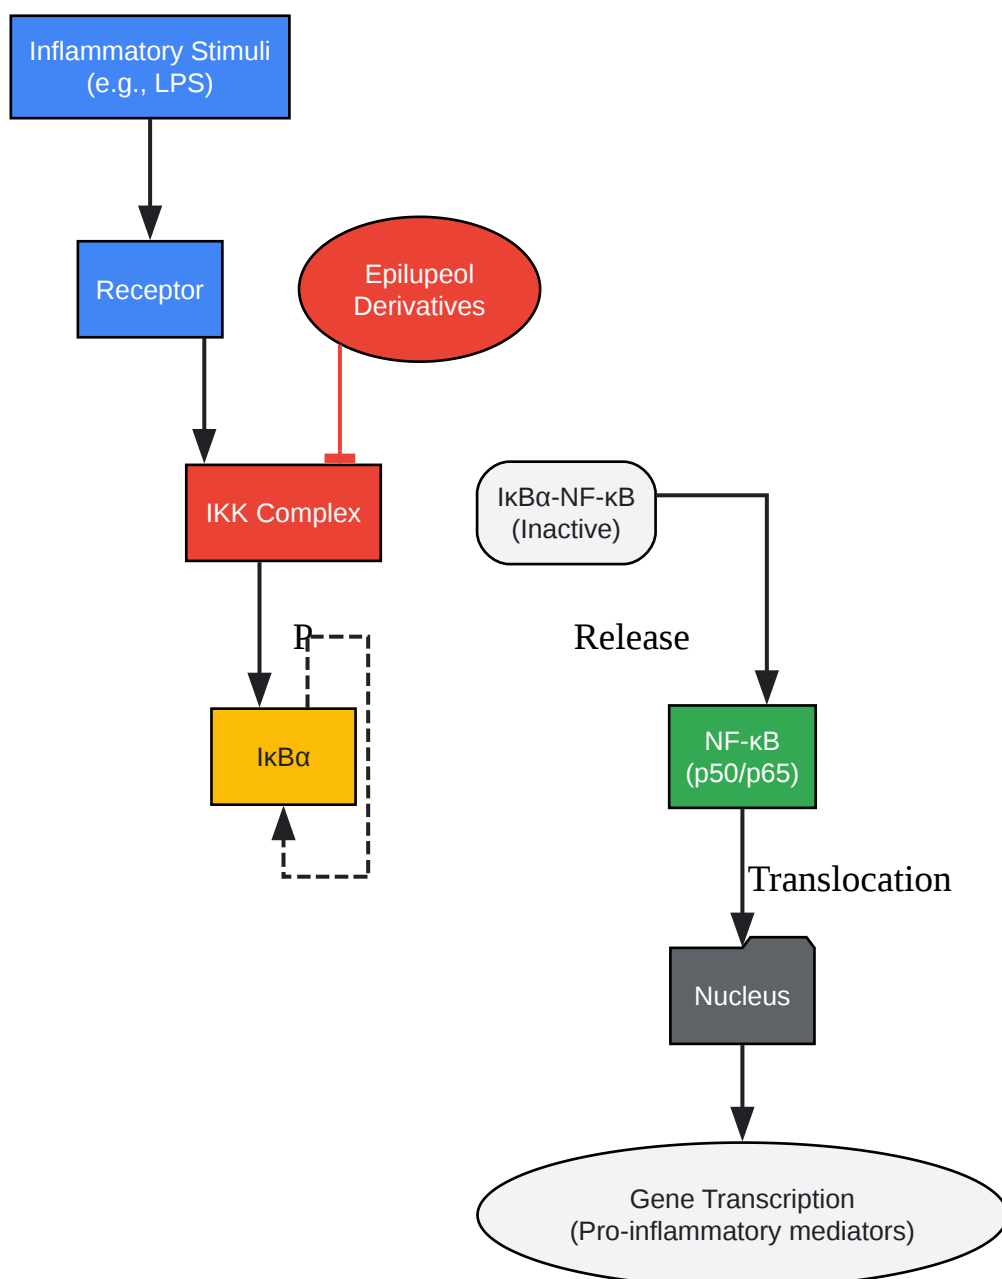 Inflammatory Stimuli
(e.g., LPS)
Receptor
Epilupeol
Derivatives
IKK Complex
IκBα-NF-κB
(Inactive)
P
Release
IκBα
NF-κB
(p50/p65)
Translocation
Nucleus
Gene Transcription
(Pro-inflammatory mediators)